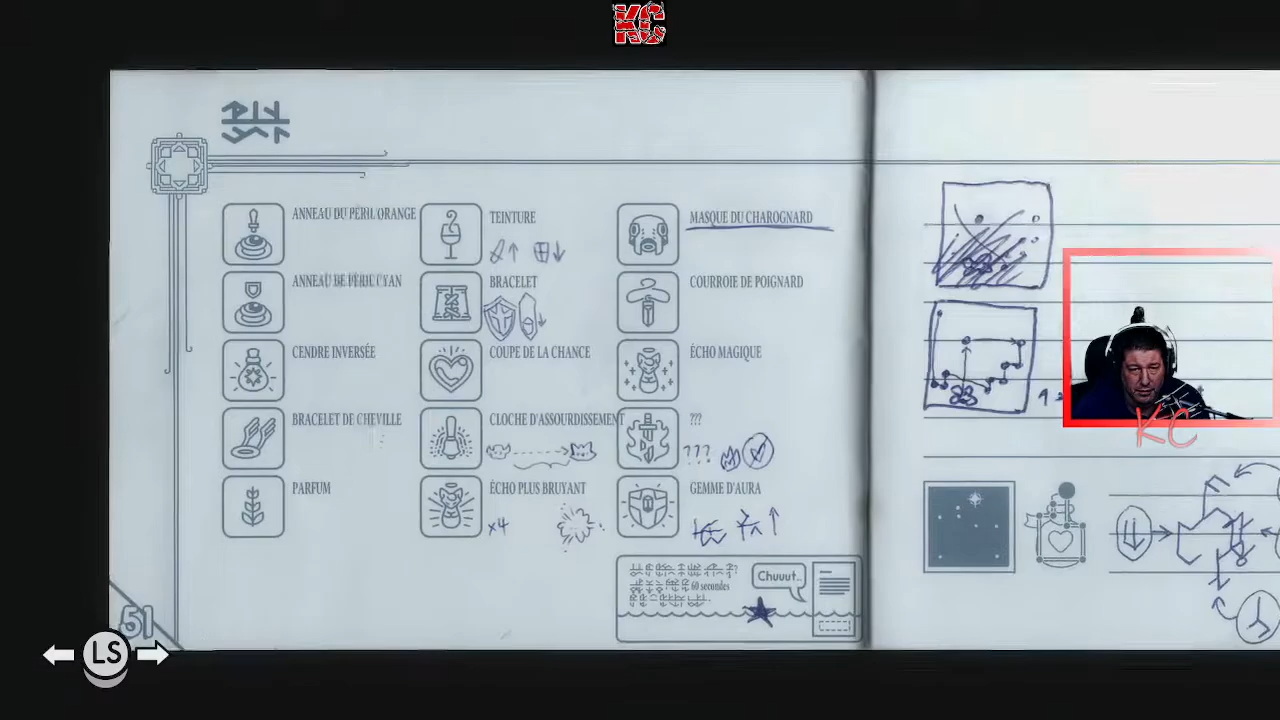 KC
ANNEAU DU PÉRIL ORANGE
ANNEAU DE PÉRIL CYAN
CENDRE INVERSÉE
BRACELET DE CHEVILLE
PARFUM
TEINTURE
BRACELET
COUPE DE LA CHANCE
CLOCHE D'ASSOURDISSEMENT
ÉCHO PLUS BRUYANT
x4
MASQUE DU CHAROGNARD
COURROIE DE POIGNARD
ÉCHO MAGIQUE
???
???
GEMME D'AURA
60 secondes
Chuuut..
51
LS
KC